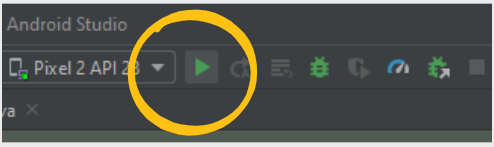 Android Studio
Pixel 2 API 28
va